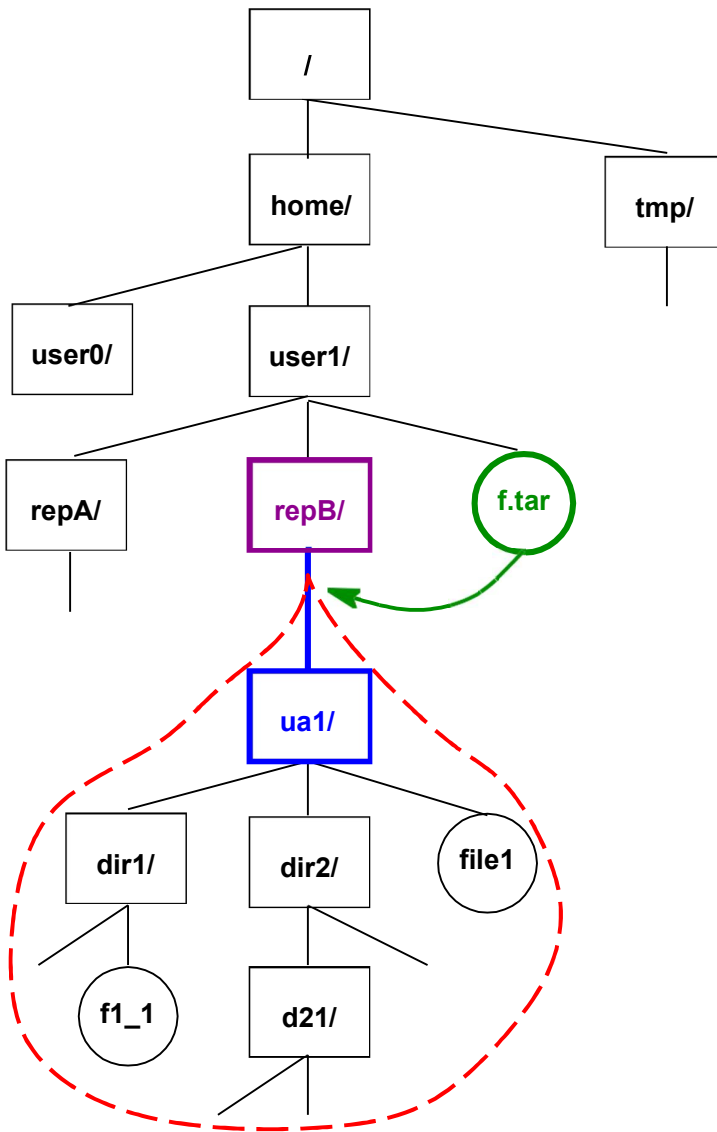 /
home/
tmp/
user0/
user1/
repA/
repB/
f.tar
ua1/
dir1/
dir2/
file1
f1_1
d21/